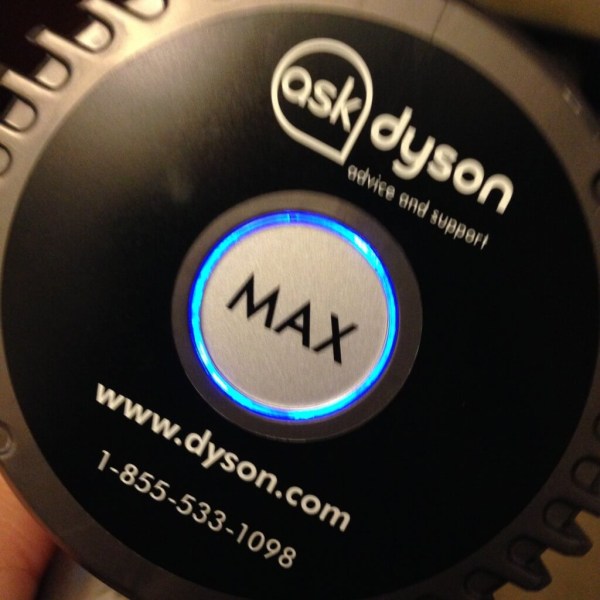 ask dyson
advice and support
MAX
www.dyson.com
1-855-533-1098